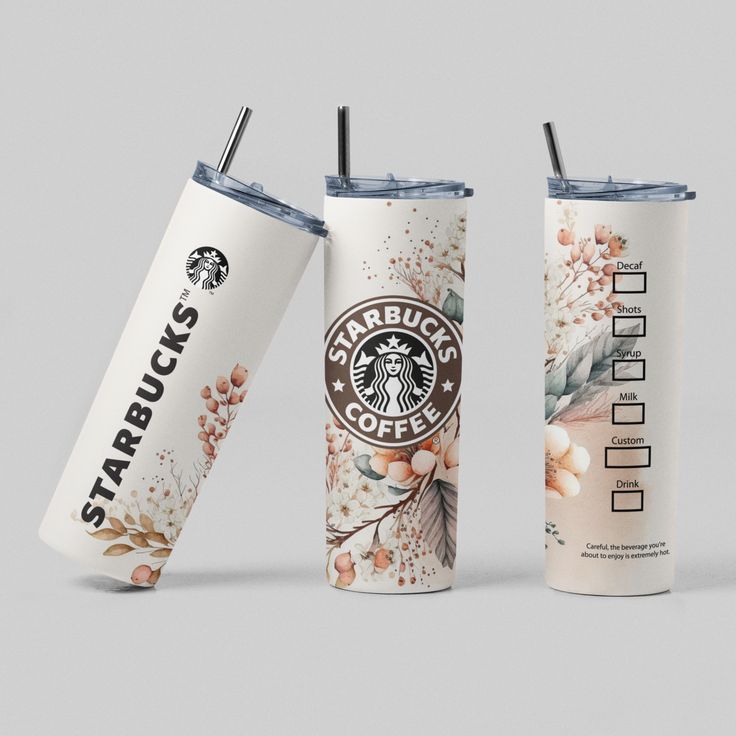 STARBUCKS™
™
STARBUCKS
COFFEE
®
Decaf
Shots
Syrup
Milk
Custom
Drink
Careful, the beverage you're
about to enjoy is extremely hot.